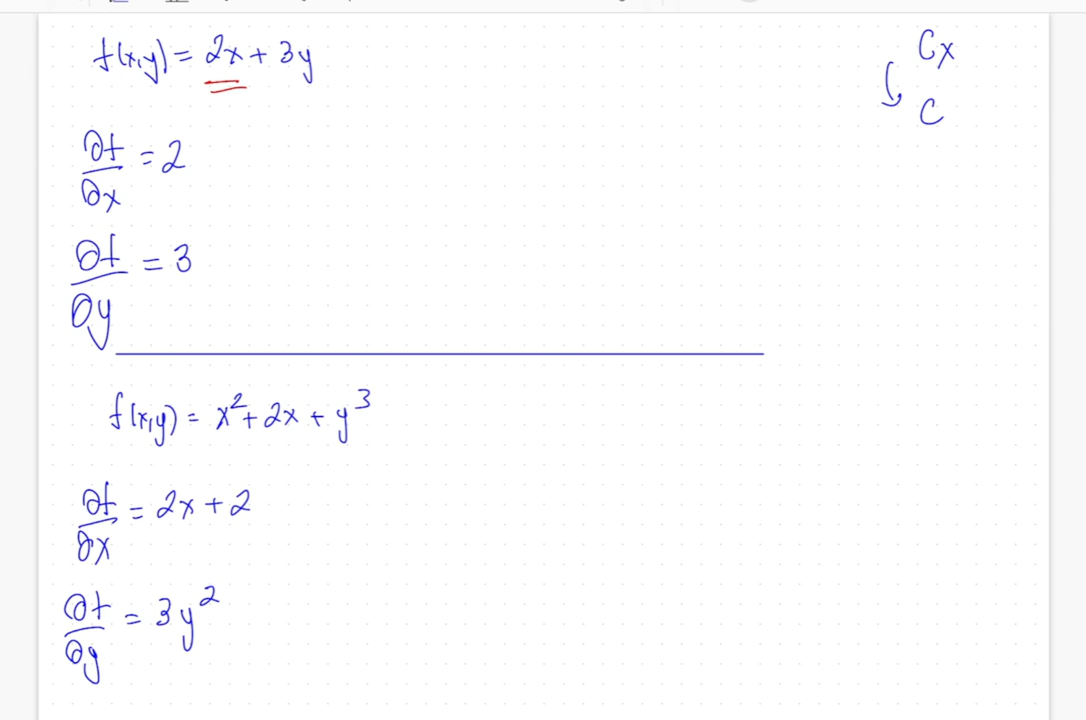 f(x,y) = 2x + 3y
Cx
C
∂f/∂x = 2
∂f/∂y = 3
f(x,y) = x² + 2x + y³
∂f/∂x = 2x + 2
∂f/∂y = 3y²